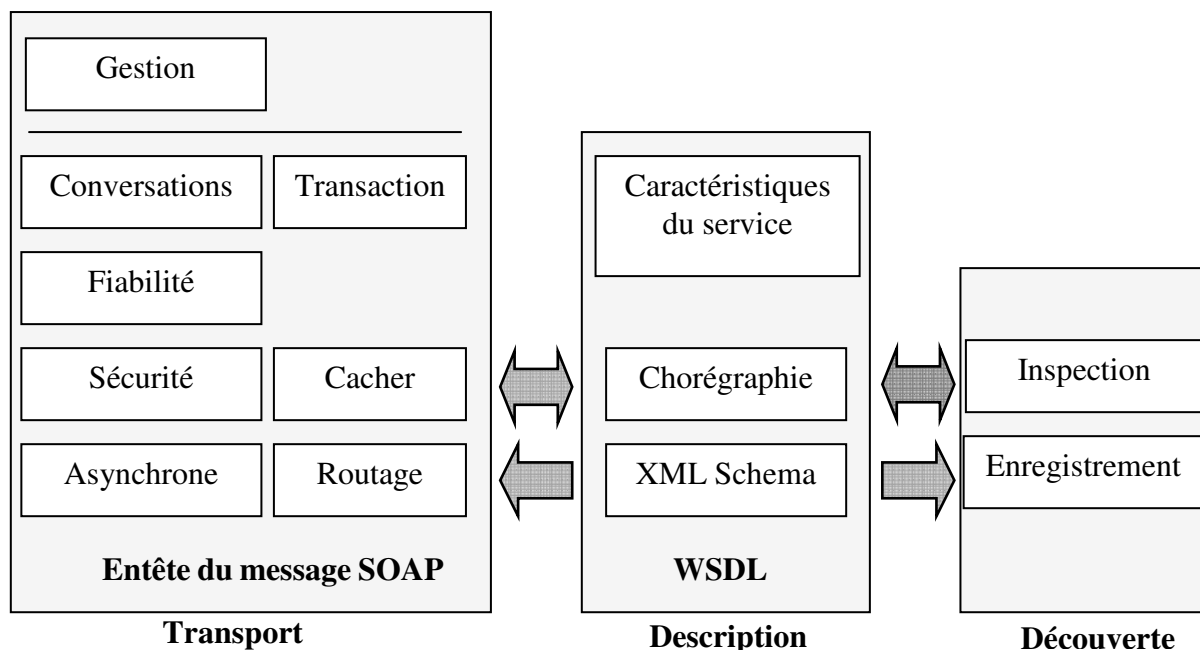 Gestion
Conversations
Transaction
Fiabilité
Sécurité
Cacher
Asynchrone
Routage
Entête du message SOAP
Transport
Caractéristiques
du service
Chorégraphie
XML Schema
WSDL
Description
Inspection
Enregistrement
Découverte